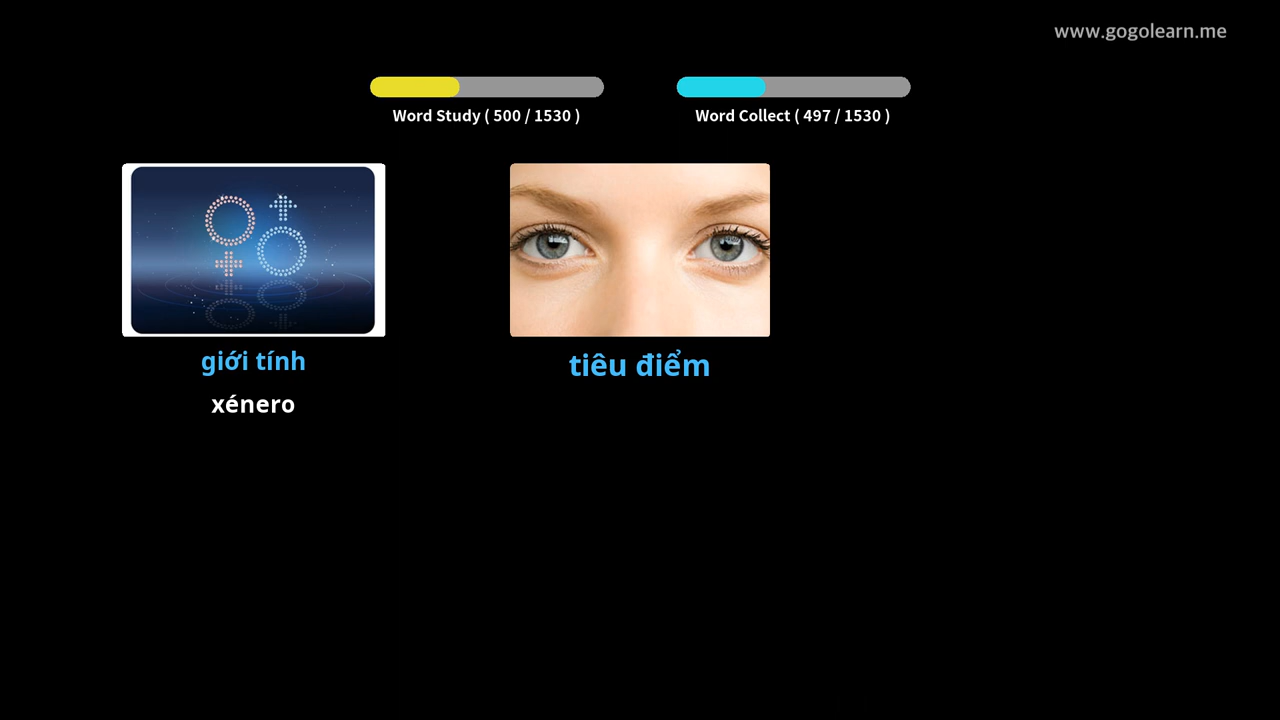 www.gogolearn.me
Word Study ( 500 / 1530 )
Word Collect ( 497 / 1530 )
giới tính
xénero
tiêu điểm